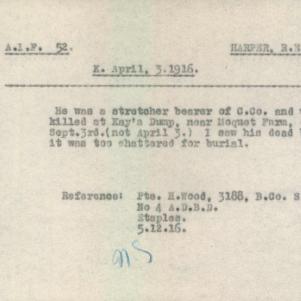 A.I.F. 52.
HARPER, R.E
K. April, 3.1916.
He was a stretcher bearer of C.Co. and
killed at Kay's Dump, near Moquet Farm,
Sept.3rd.(not April 3.) I saw his dead
it was too shattered for burial.
Reference: Pte. H.Wood, 3188, B.Co. S
No 4 A.D.B.D.
Etaples.
5.12.16.